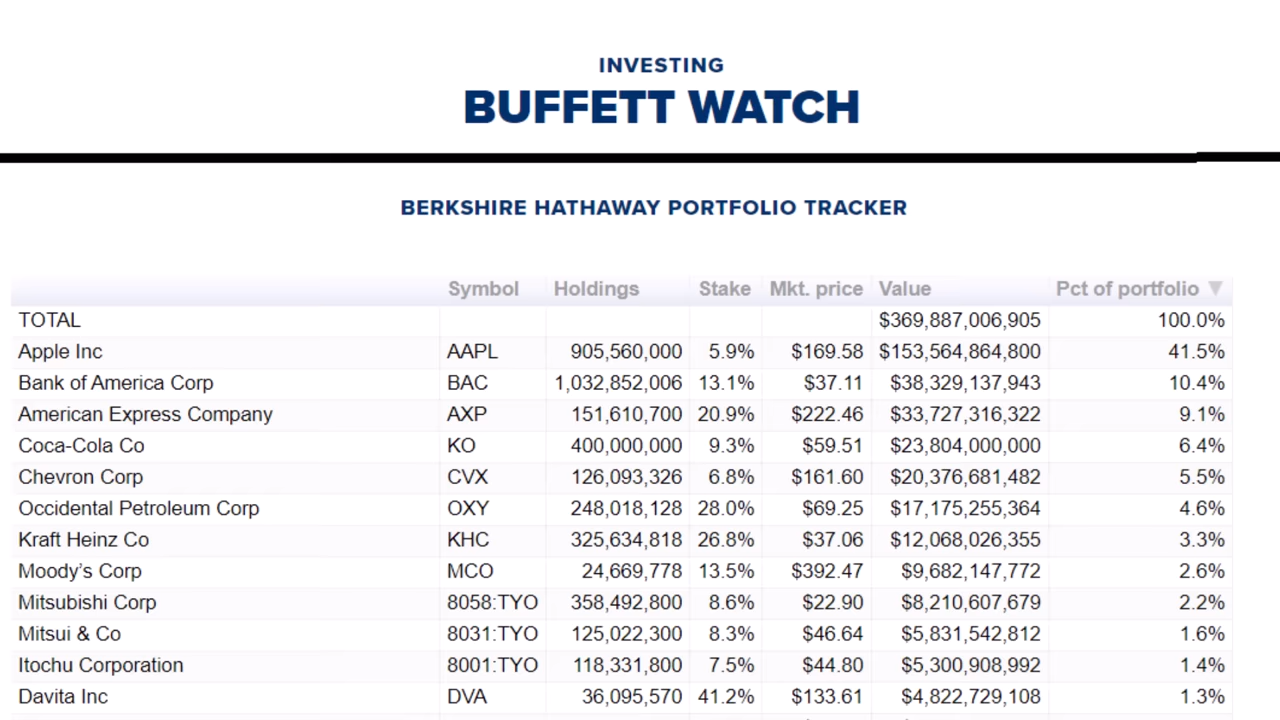 INVESTING
BUFFETT WATCH
BERKSHIRE HATHAWAY PORTFOLIO TRACKER
Symbol Holdings Stake Mkt. price Value Pct of portfolio ▼
TOTAL $369,887,006,905 100.0%
Apple Inc AAPL 905,560,000 5.9% $169.58 $153,564,864,800 41.5%
Bank of America Corp BAC 1,032,852,006 13.1% $37.11 $38,329,137,943 10.4%
American Express Company AXP 151,610,700 20.9% $222.46 $33,727,316,322 9.1%
Coca-Cola Co KO 400,000,000 9.3% $59.51 $23,804,000,000 6.4%
Chevron Corp CVX 126,093,326 6.8% $161.60 $20,376,681,482 5.5%
Occidental Petroleum Corp OXY 248,018,128 28.0% $69.25 $17,175,255,364 4.6%
Kraft Heinz Co KHC 325,634,818 26.8% $37.06 $12,068,026,355 3.3%
Moody’s Corp MCO 24,669,778 13.5% $392.47 $9,682,147,772 2.6%
Mitsubishi Corp 8058:TYO 358,492,800 8.6% $22.90 $8,210,607,679 2.2%
Mitsui & Co 8031:TYO 125,022,300 8.3% $46.64 $5,831,542,812 1.6%
Itochu Corporation 8001:TYO 118,331,800 7.5% $44.80 $5,300,908,992 1.4%
Davita Inc DVA 36,095,570 41.2% $133.61 $4,822,729,108 1.3%